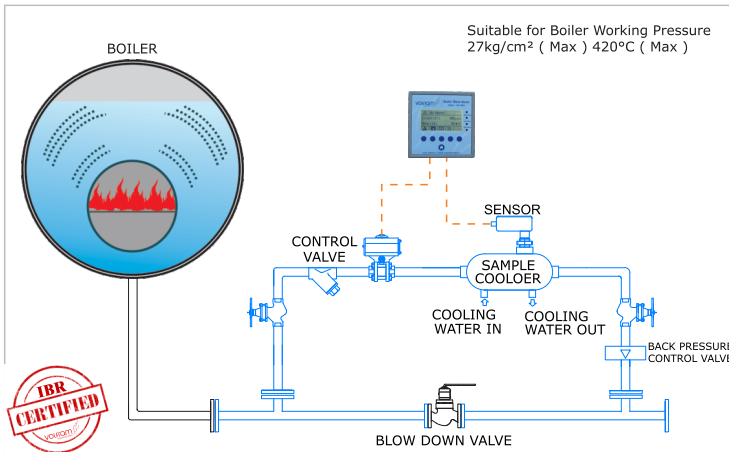 Suitable for Boiler Working Pressure
27kg/cm² ( Max ) 420°C ( Max )
BOILER
SENSOR
CONTROL
VALVE
SAMPLE
COOLOER
COOLING
WATER IN
COOLING
WATER OUT
BACK PRESSURE
CONTROL VALVE
IBR
CERTIFIED
BLOW DOWN VALVE